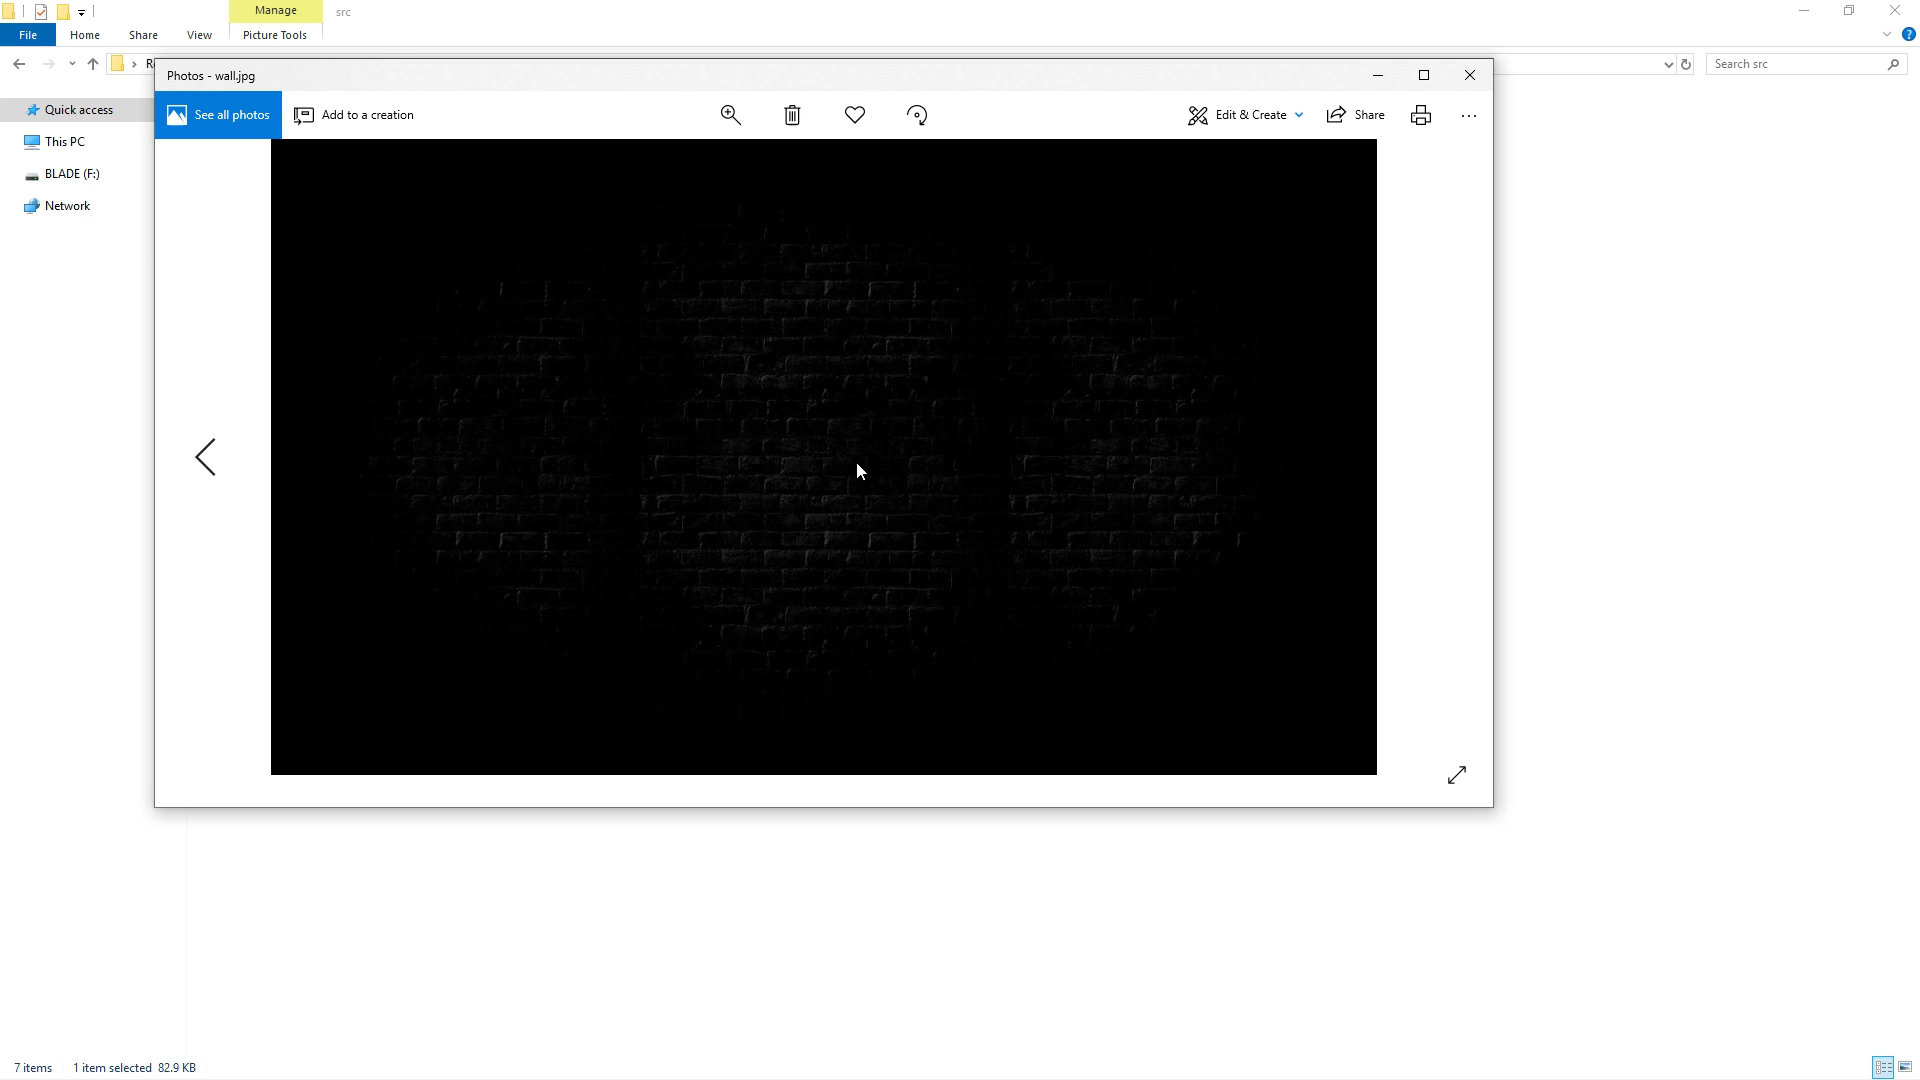 Manage
src
File
Home
Share
View
Picture Tools
Search src
Photos - wall.jpg
See all photos
Add to a creation
Edit & Create
Share
Quick access
This PC
BLADE (F:)
Network
7 items
1 item selected
82.9 KB